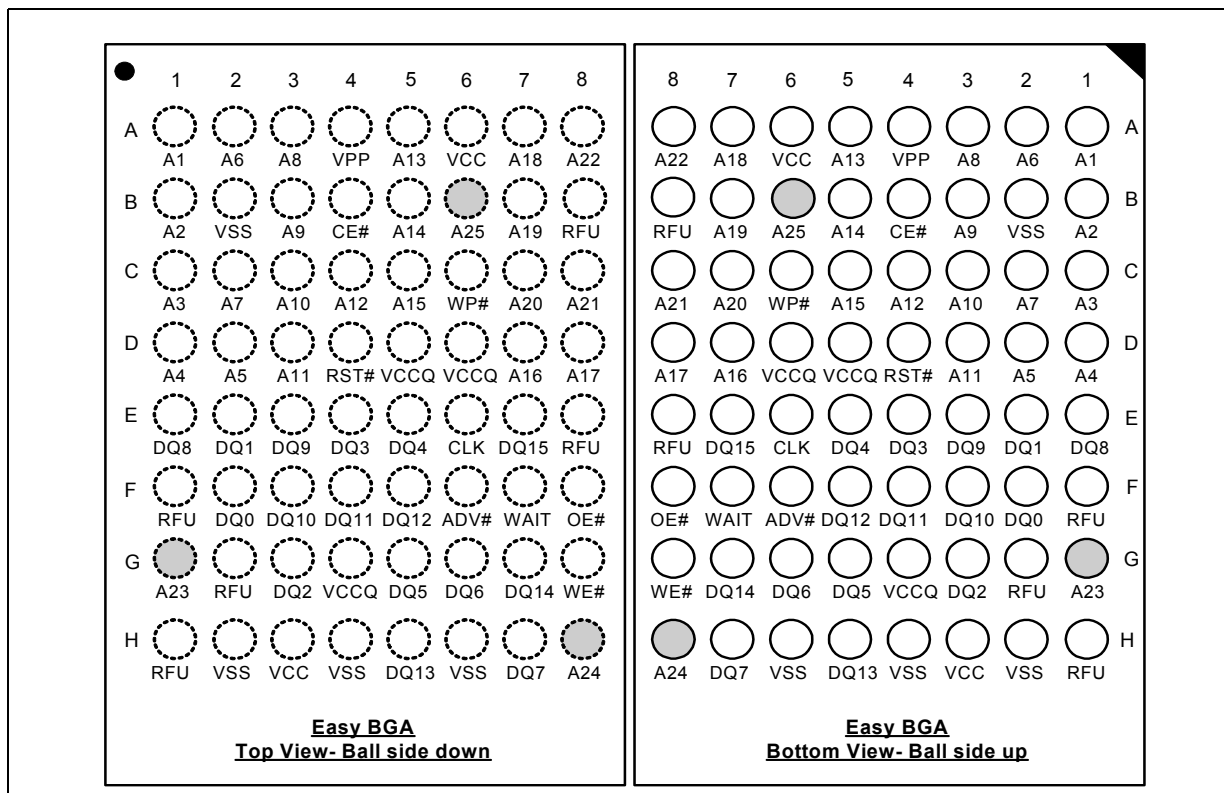 1 2 3 4 5 6 7 8
A
A1 A6 A8 VPP A13 VCC A18 A22
B
A2 VSS A9 CE# A14 A25 A19 RFU
C
A3 A7 A10 A12 A15 WP# A20 A21
D
A4 A5 A11 RST# VCCQ VCCQ A16 A17
E
DQ8 DQ1 DQ9 DQ3 DQ4 CLK DQ15 RFU
F
RFU DQ0 DQ10 DQ11 DQ12 ADV# WAIT OE#
G
A23 RFU DQ2 VCCQ DQ5 DQ6 DQ14 WE#
H
RFU VSS VCC VSS DQ13 VSS DQ7 A24
Easy BGA
Top View- Ball side down
8 7 6 5 4 3 2 1
A
A22 A18 VCC A13 VPP A8 A6 A1
B
RFU A19 A25 A14 CE# A9 VSS A2
C
A21 A20 WP# A15 A12 A10 A7 A3
D
A17 A16 VCCQ VCCQ RST# A11 A5 A4
E
RFU DQ15 CLK DQ4 DQ3 DQ9 DQ1 DQ8
F
OE# WAIT ADV# DQ12 DQ11 DQ10 DQ0 RFU
G
WE# DQ14 DQ6 DQ5 VCCQ DQ2 RFU A23
H
A24 DQ7 VSS DQ13 VSS VCC VSS RFU
Easy BGA
Bottom View- Ball side up